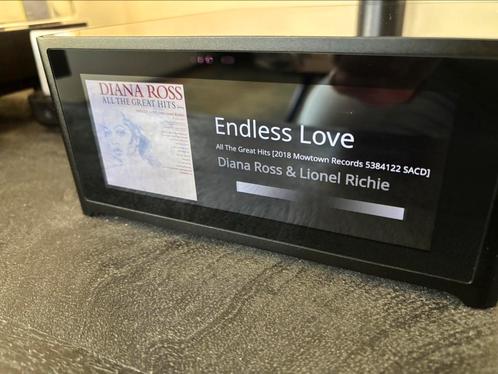 DIANA ROSS
ALL THE GREAT HITS
Endless Love
All The Great Hits [2018 Mowtown Records 5384122 SACD]
Diana Ross & Lionel Richie